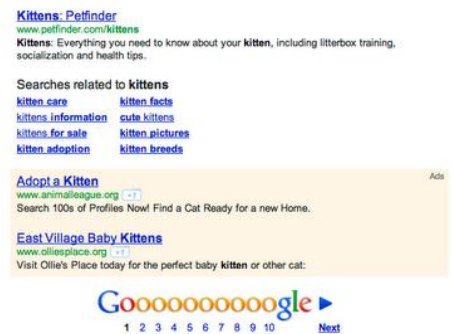 Kittens: Petfinder
www.petfinder.com/kittens
Kittens: Everything you need to know about your kitten, including litterbox training,
socialization and health tips.
Searches related to kittens
kitten care kitten facts
kittens information cute kittens
kittens for sale kitten pictures
kitten adoption kitten breeds
Ads
Adopt a Kitten
www.animalleague.org +1
Search 100s of Profiles Now! Find a Cat Ready for a new Home.
East Village Baby Kittens
www.olliesplace.org +1
Visit Ollie's Place today for the perfect baby kitten or other cat:
Goooooooooogle
1 2 3 4 5 6 7 8 9 10 Next